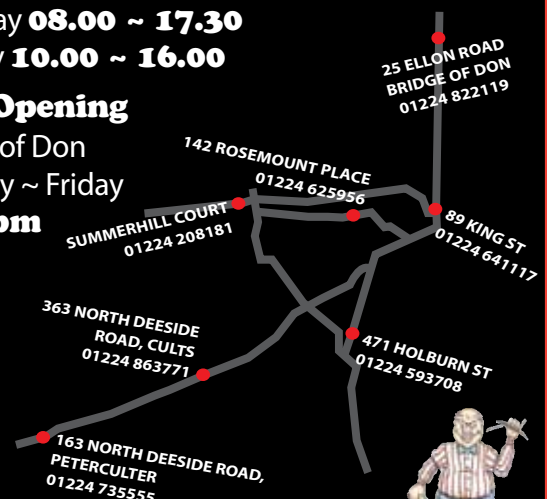 ay 08.00 ~ 17.30
y 10.00 ~ 16.00
Opening
of Don
y ~ Friday
pm
25 ELLON ROAD
BRIDGE OF DON
01224 822119
142 ROSEMOUNT PLACE
01224 625956
SUMMERHILL COURT
01224 208181
89 KING ST
01224 641117
363 NORTH DEESIDE
ROAD, CULTS
01224 863771
471 HOLBURN ST
01224 593708
163 NORTH DEESIDE ROAD,
PETERCULTER
01224 735555